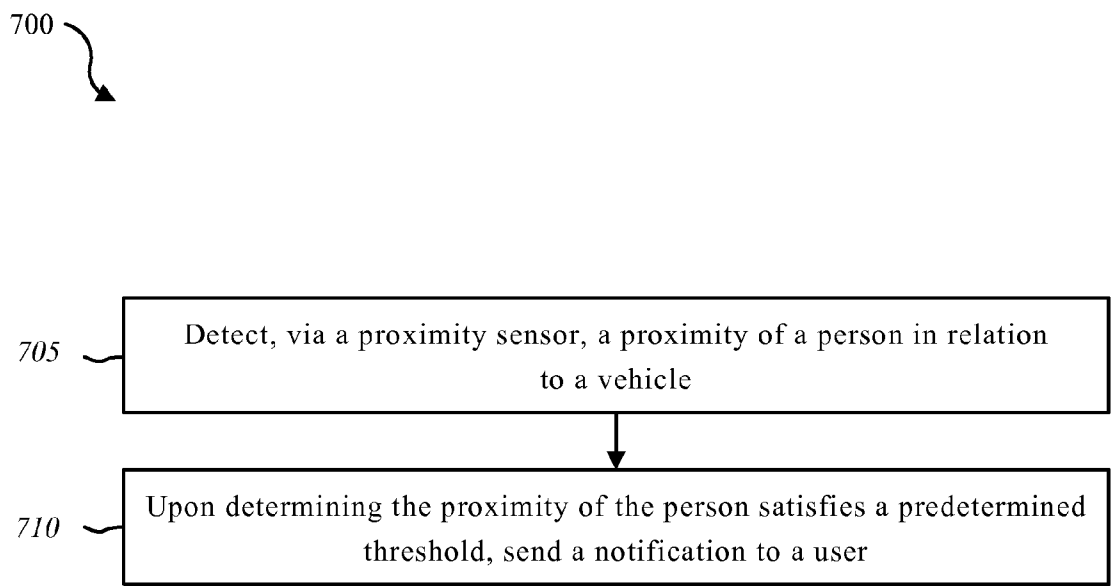 700
705
Detect, via a proximity sensor, a proximity of a person in relation
to a vehicle
710
Upon determining the proximity of the person satisfies a predetermined
threshold, send a notification to a user